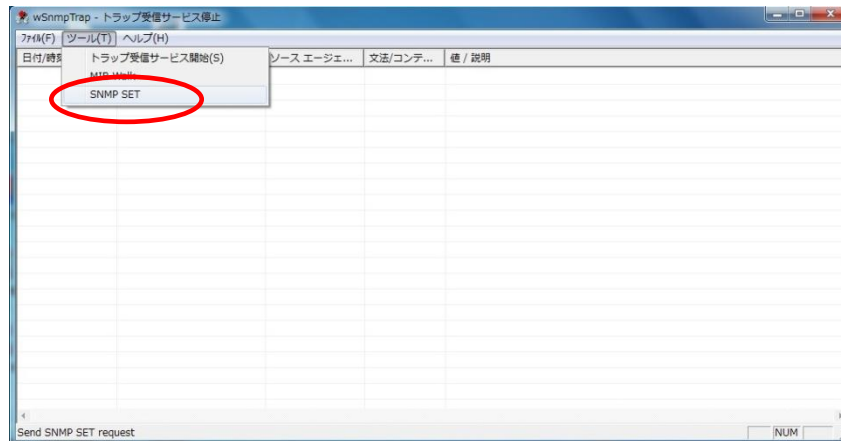 wSnmpTrap - トラップ受信サービス停止
ﾌｧｲﾙ(F) ツール(T) ヘルプ(H)
日付/時刻 ソース エージェ... 文法/コンテ... 値 / 説明
トラップ受信サービス開始(S)
MIB Walk
SNMP SET
Send SNMP SET request NUM